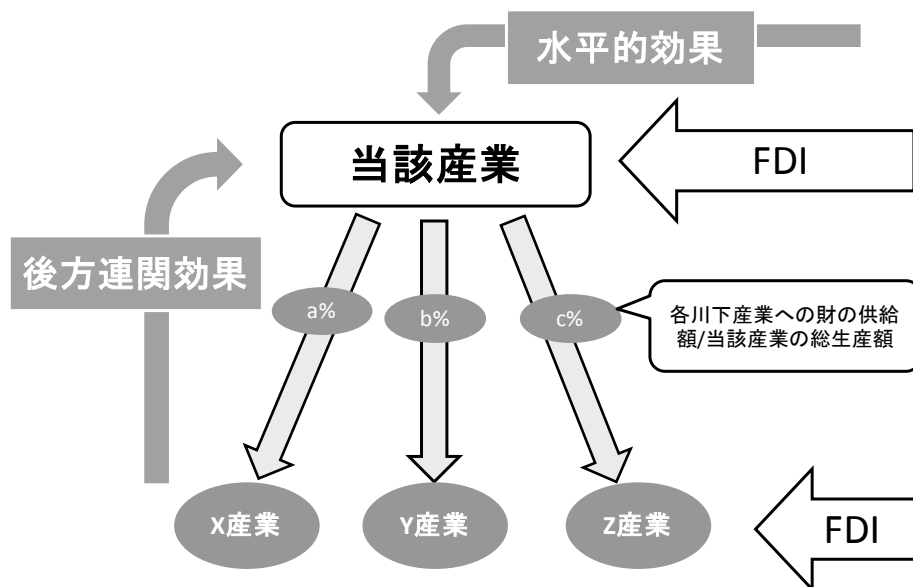 水平的効果
当該産業
FDI
後方連関効果
a%
b%
c%
各川下産業への財の供給
額/当該産業の総生産額
X産業
Y産業
Z産業
FDI